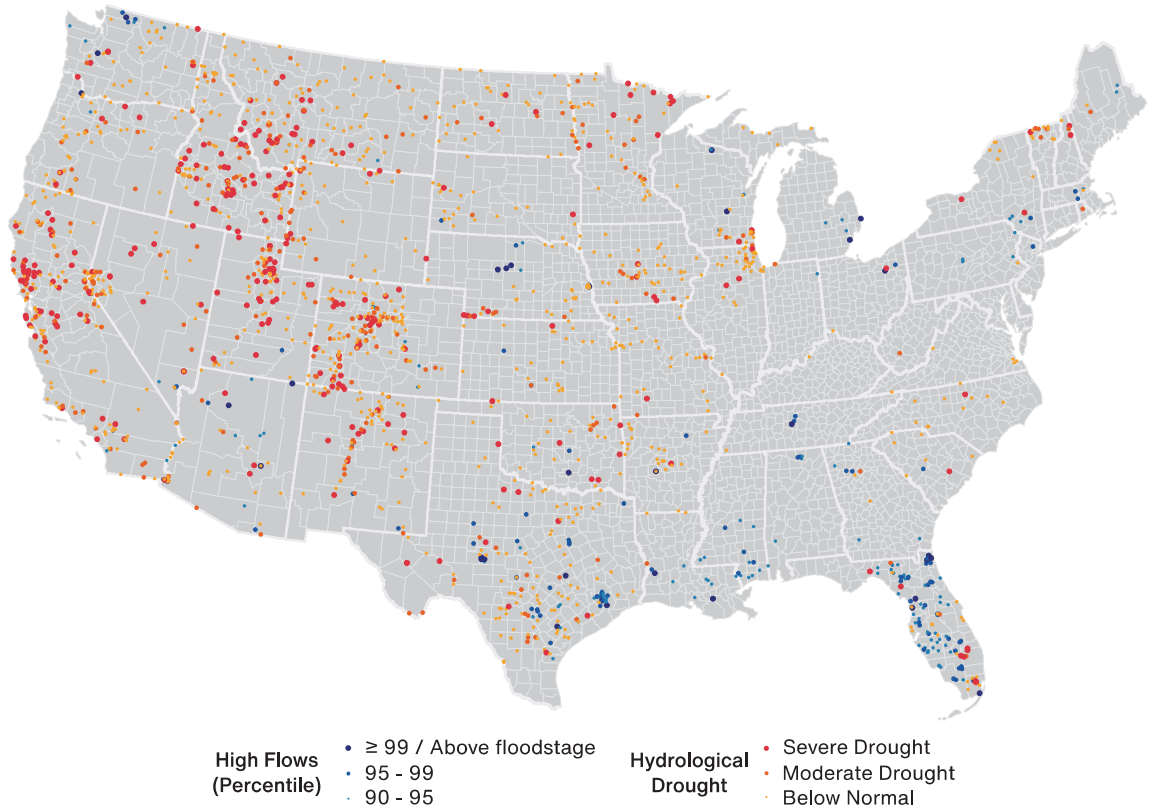 High Flows
(Percentile)
≥ 99 / Above floodstage
95 - 99
90 - 95
Hydrological
Drought
Severe Drought
Moderate Drought
Below Normal